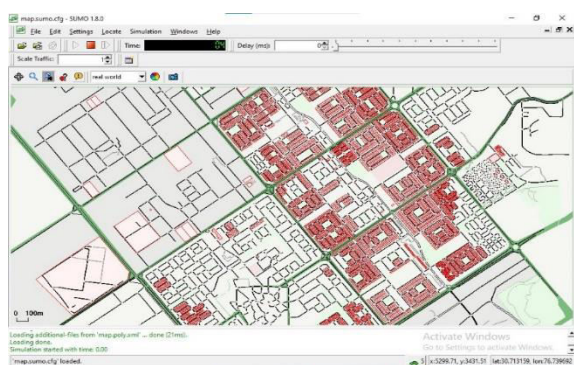 map.sumo.cfg - SUMO 1.8.0
File Edit Settings Locate Simulation Windows Help
Time: Delay (ms): 0
Scale Traffic: 1
real world
0 100m
Loading additional-files from 'map.poly.xml' ... done (21ms).
Loading done.
Simulation started with time: 0.00
Activate Windows
Go to Settings to activate Windows.
'map.sumo.cfg' loaded.
x:5299.71, y:3431.51 lat:30.713159, lon:76.739692